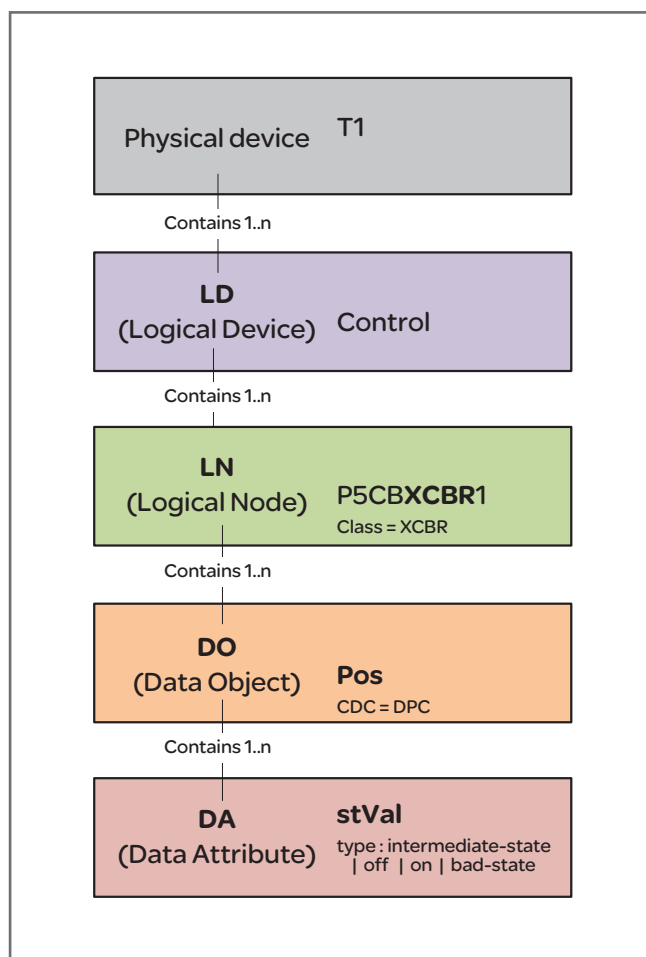 Physical device
T1
Contains 1..n
LD
(Logical Device)
Control
Contains 1..n
LN
(Logical Node)
P5CBXCBR1
Class = XCBR
Contains 1..n
DO
(Data Object)
Pos
CDC = DPC
Contains 1..n
DA
(Data Attribute)
stVal
type : intermediate-state
| off | on | bad-state